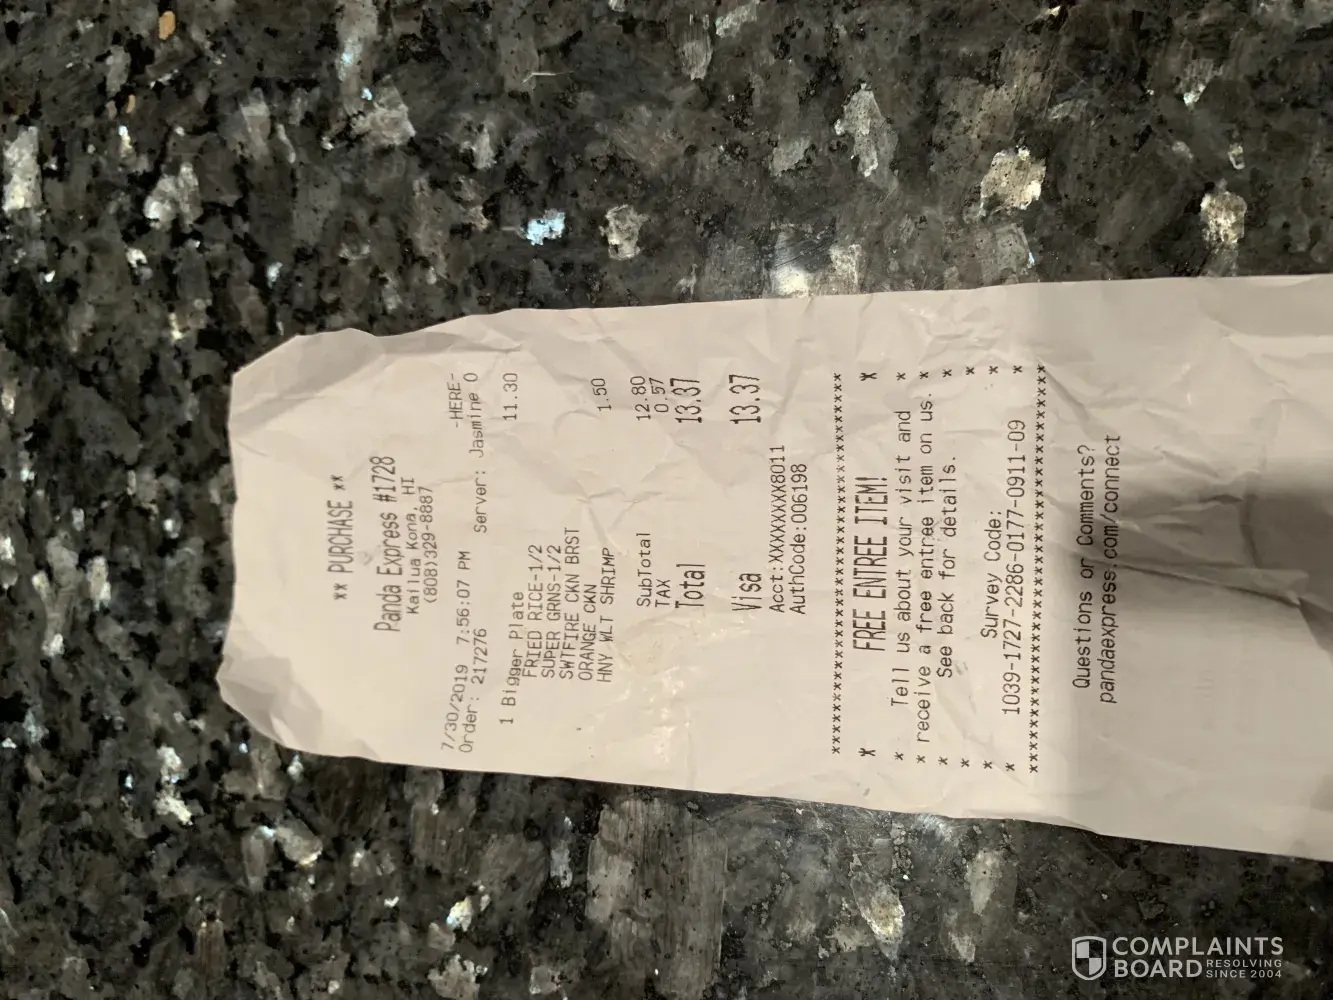 ** PURCHASE **
Panda Express #1728
Kailua Kona, HI
(808)329-8887
-HERE-
7/30/2019 7:56:07 PM
Order: 217276 Server: Jasmine O
1 Bigger Plate 11.30
FRIED RICE-1/2
SUPER GRNS-1/2
SWTFIRE CKN BRST
ORANGE CKN
HNY WLT SHRIMP 1.50
SubTotal 12.80
TAX 0.57
Total 13.37
Visa 13.37
Acct:XXXXXXXX8011
AuthCode:006198
****************************************
* FREE ENTREE ITEM! *
* Tell us about your visit and *
* receive a free entree item on us. *
* See back for details. *
* *
* Survey Code: *
* 1039-1727-2286-0177-0911-09 *
****************************************
Questions or Comments?
pandaexpress.com/connect
COMPLAINTS
BOARD RESOLVING
SINCE 2004